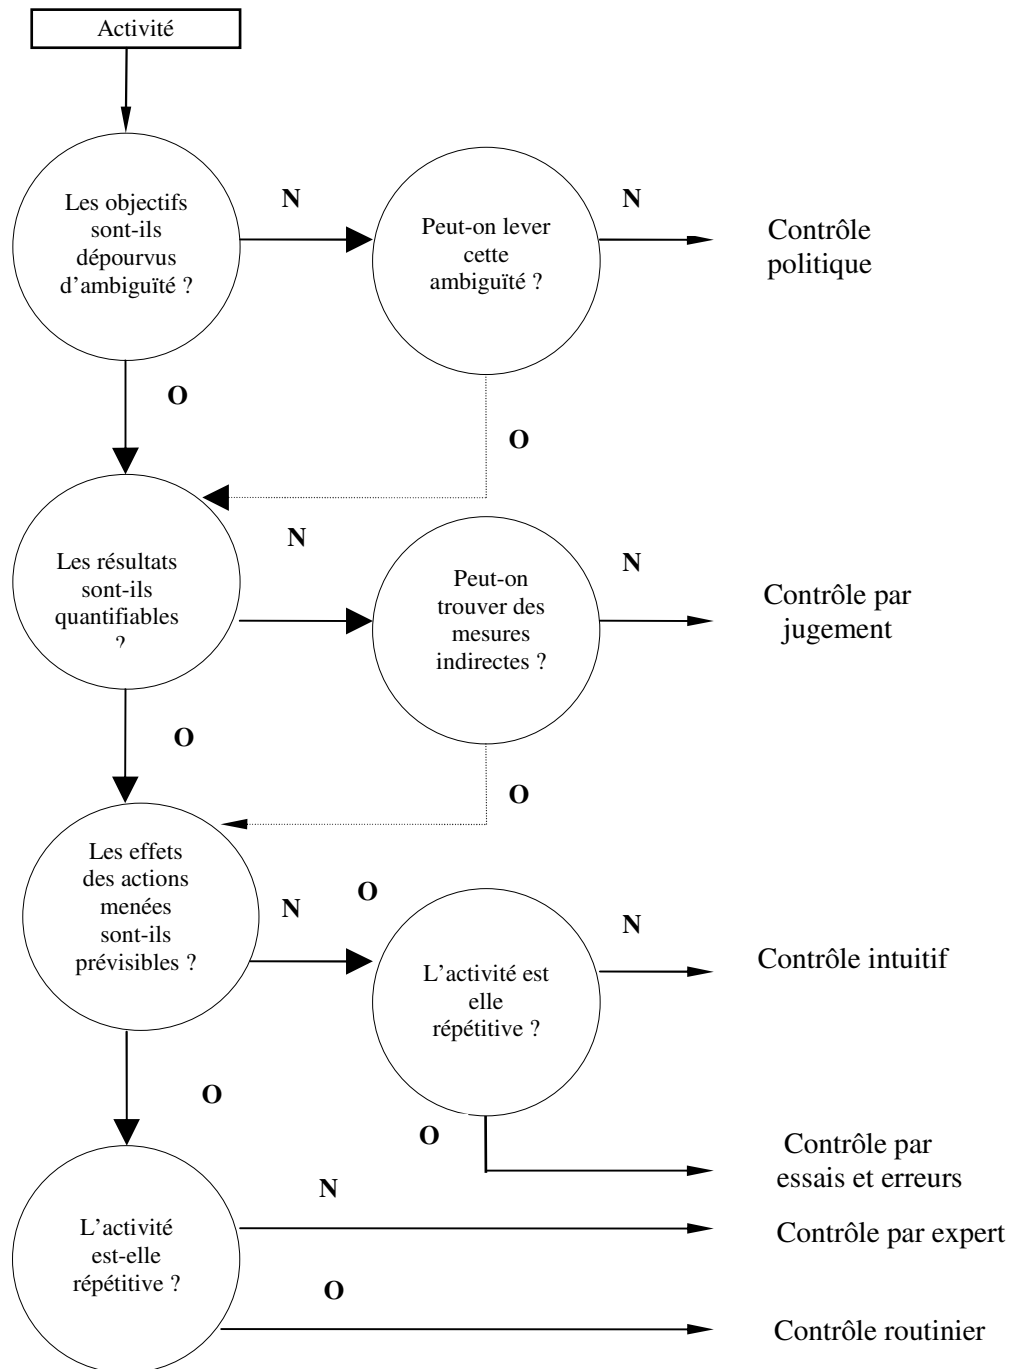 Activité
Les objectifs
sont-ils
dépourvus
d'ambiguïté ?
N
Peut-on lever
cette
ambiguïté ?
N
Contrôle
politique
O
O
Les résultats
sont-ils
quantifiables
?
N
Peut-on
trouver des
mesures
indirectes ?
N
Contrôle par
jugement
O
O
Les effets
des actions
menées
sont-ils
prévisibles ?
N
O
L'activité est
elle
répétitive ?
N
Contrôle intuitif
O
O
Contrôle par
essais et erreurs
L'activité
est-elle
répétitive ?
N
Contrôle par expert
O
Contrôle routinier